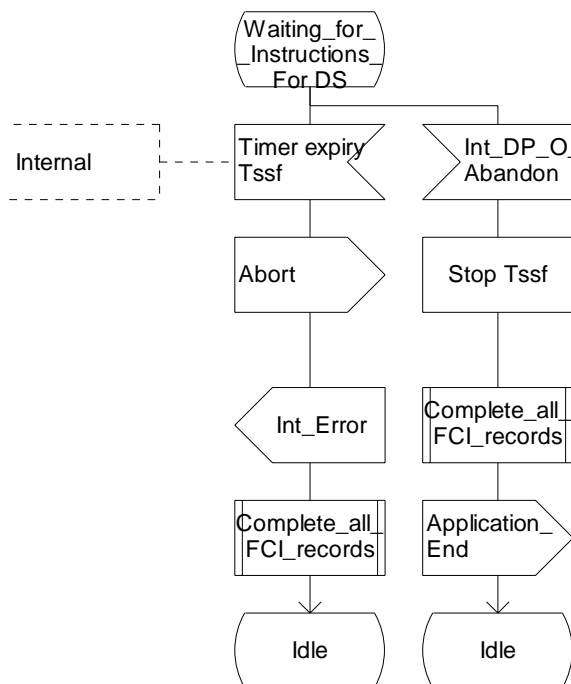 Waiting_for_
_Instructions_
For DS
Internal
Timer expiry
Tssf
Int_DP_O_
Abandon
Abort
Stop Tssf
Int_Error
Complete_all_
FCI_records
Complete_all_
FCI_records
Application_
End
Idle
Idle